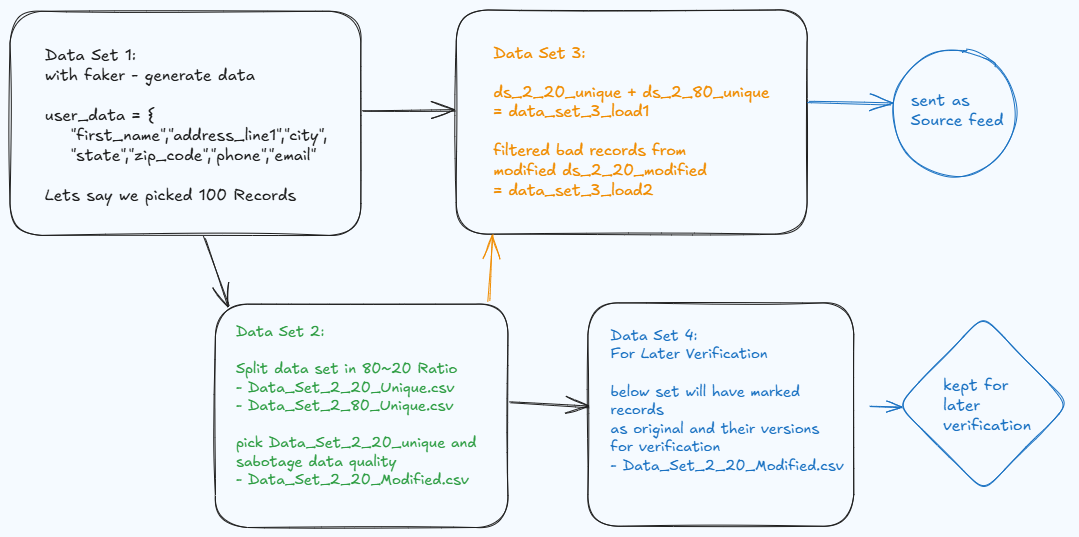 Data Set 1:
with faker - generate data
user_data = {
"first_name","address_line1","city",
"state","zip_code","phone","email"
Lets say we picked 100 Records
Data Set 3:
ds_2_20_unique + ds_2_80_unique
= data_set_3_load1
filtered bad records from
modified ds_2_20_modified
= data_set_3_load2
sent as
Source feed
Data Set 2:
Split data set in 80~20 Ratio
- Data_Set_2_20_Unique.csv
- Data_Set_2_80_Unique.csv
pick Data_Set_2_20_unique and
sabotage data quality
- Data_Set_2_20_Modified.csv
Data Set 4:
For Later Verification
below set will have marked
records
as original and their versions
for verification
- Data_Set_2_20_Modified.csv
kept for
later
verification